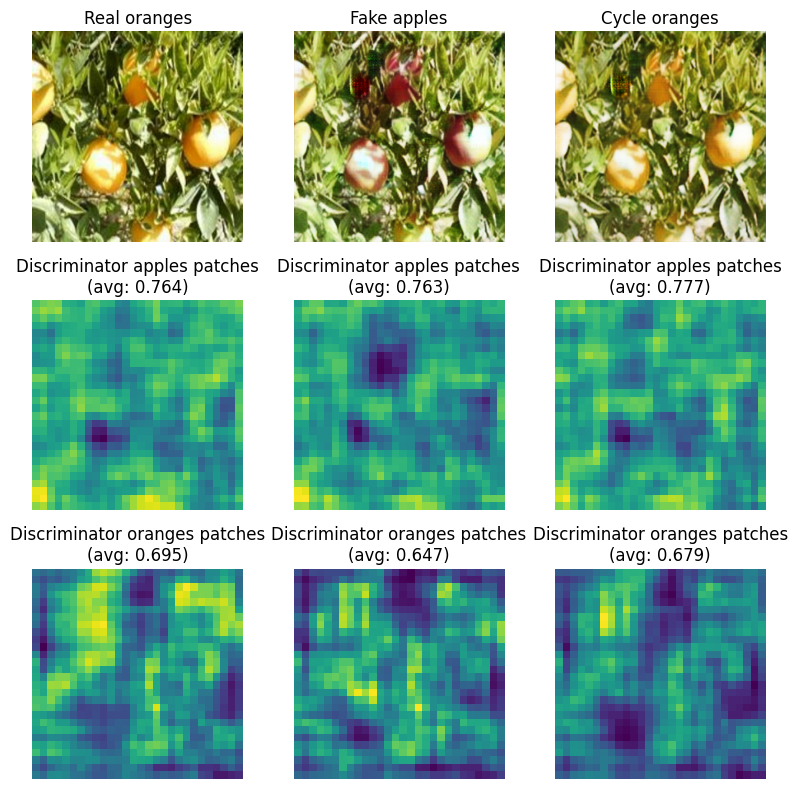 Real oranges
Fake apples
Cycle oranges
Discriminator apples patches
(avg: 0.764)
Discriminator apples patches
(avg: 0.763)
Discriminator apples patches
(avg: 0.777)
Discriminator oranges patches
(avg: 0.695)
Discriminator oranges patches
(avg: 0.647)
Discriminator oranges patches
(avg: 0.679)